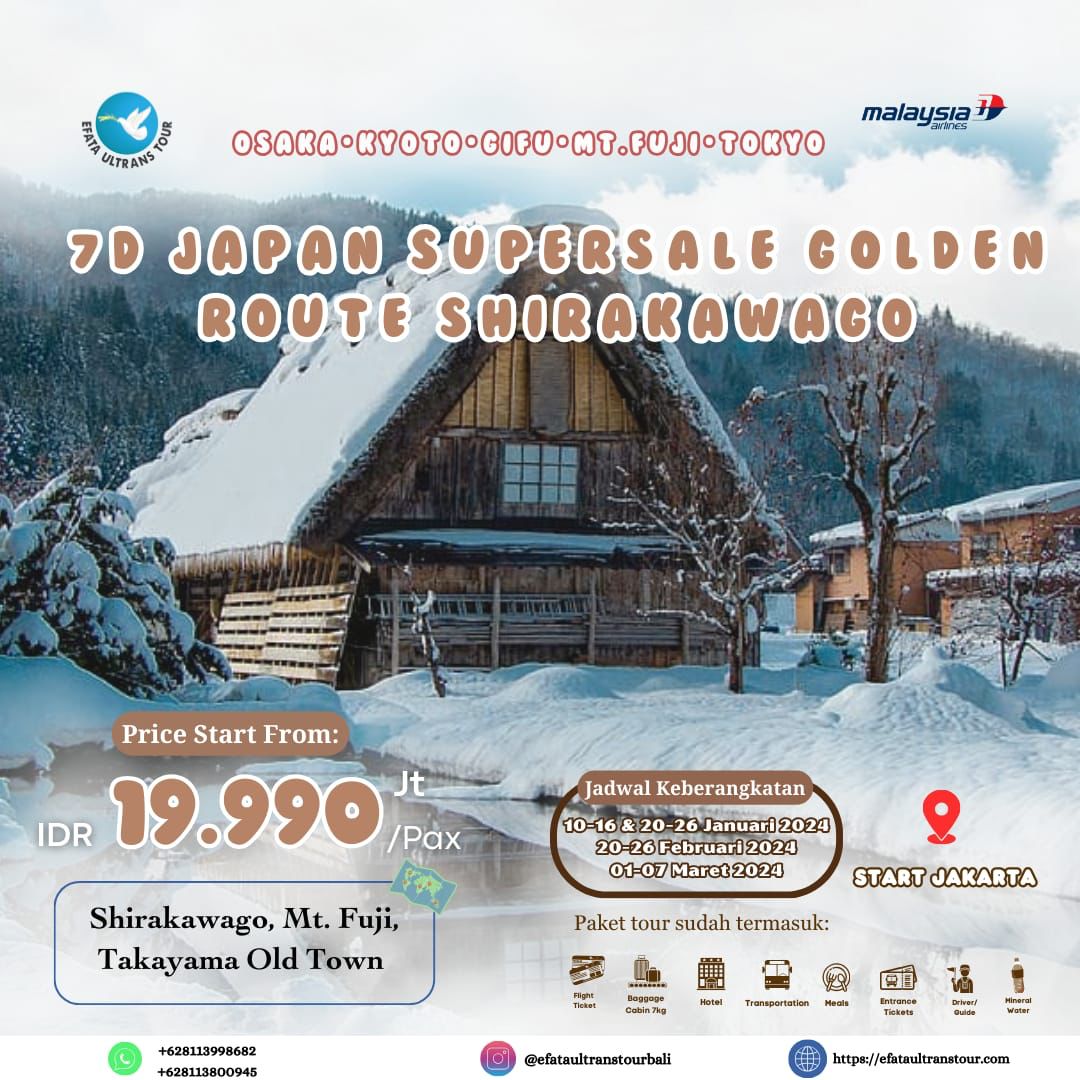 EFATA ULTRANS TOUR
malaysia
airlines
OSAKA•KYOTO•GIFU•MT.FUJI•TOKYO
7D JAPAN SUPERSALE GOLDEN
ROUTE SHIRAKAWAGO
Price Start From:
IDR 19.990 Jt
/Pax
Shirakawago, Mt. Fuji,
Takayama Old Town
Jadwal Keberangkatan
10-16 & 20-26 Januari 2024
20-26 Februari 2024
01-07 Maret 2024
START JAKARTA
Paket tour sudah termasuk:
Flight
Ticket
Baggage
Cabin 7kg
Hotel
Transportation
Meals
Entrance
Tickets
Driver/
Guide
Mineral
Water
+628113998682
+628113800945
@efataultranstourbali
https://efataultranstour.com